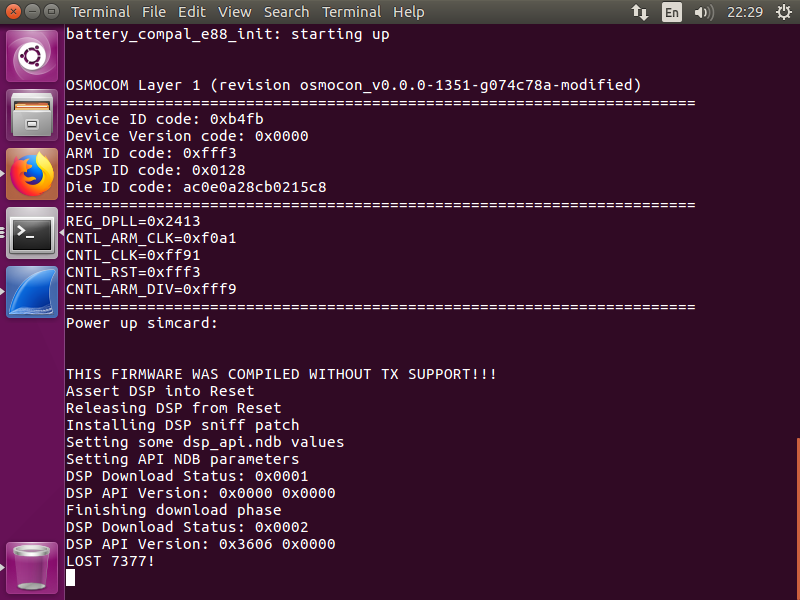 Terminal File Edit View Search Terminal Help En 22:29
battery_compal_e88_init: starting up
OSMOCOM Layer 1 (revision osmocon_v0.0.0-1351-g074c78a-modified)
======================================================================
Device ID code: 0xb4fb
Device Version code: 0x0000
ARM ID code: 0xfff3
cDSP ID code: 0x0128
Die ID code: ac0e0a28cb0215c8
======================================================================
REG_DPLL=0x2413
CNTL_ARM_CLK=0xf0a1
CNTL_CLK=0xff91
CNTL_RST=0xfff3
CNTL_ARM_DIV=0xfff9
======================================================================
Power up simcard:
THIS FIRMWARE WAS COMPILED WITHOUT TX SUPPORT!!!
Assert DSP into Reset
Releasing DSP from Reset
Installing DSP sniff patch
Setting some dsp_api.ndb values
Setting API NDB parameters
DSP Download Status: 0x0001
DSP API Version: 0x0000 0x0000
Finishing download phase
DSP Download Status: 0x0002
DSP API Version: 0x3606 0x0000
LOST 7377!